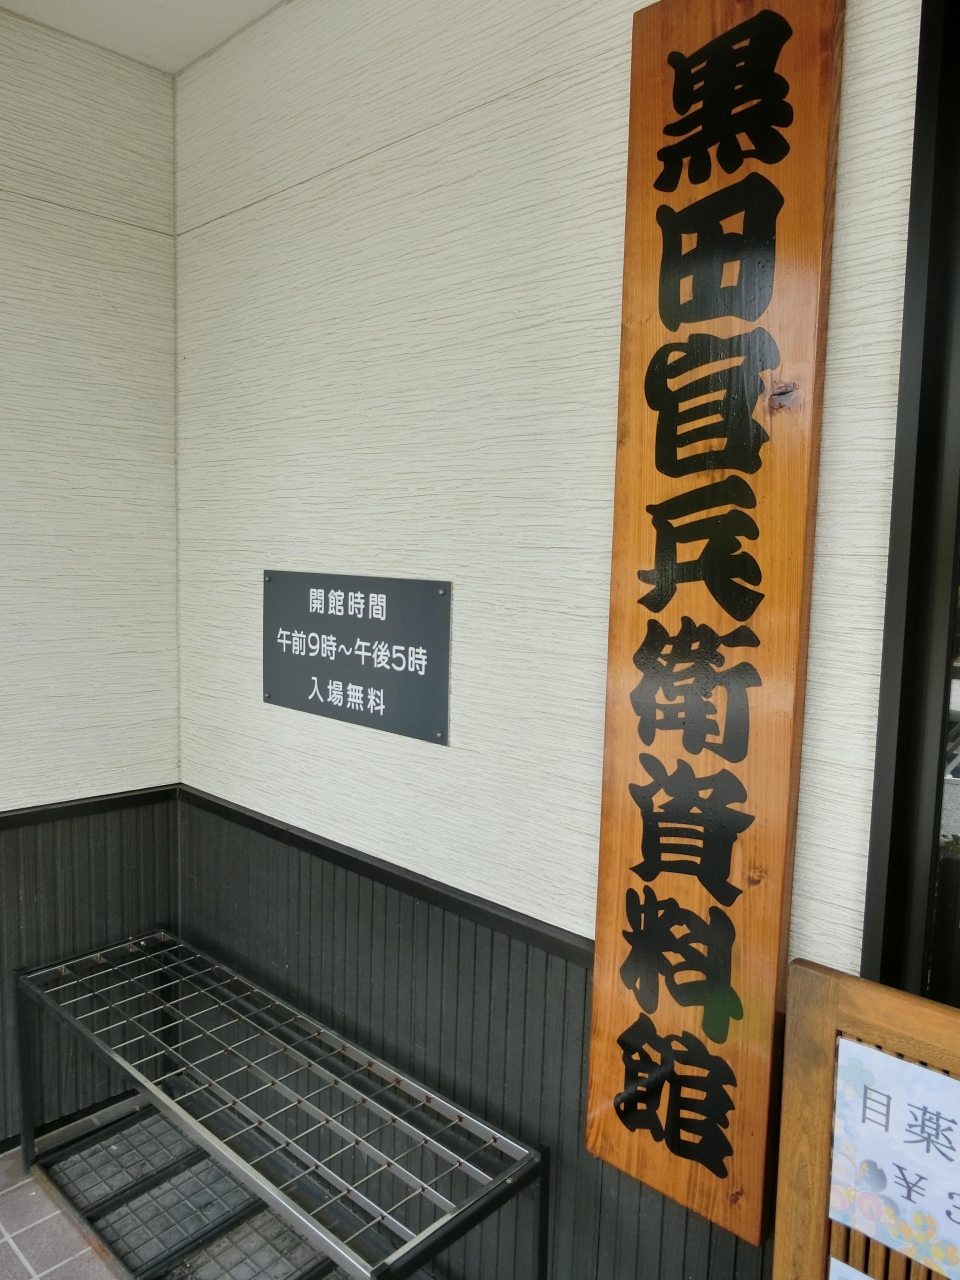 黒田官兵衛資料館
開館時間
午前9時～午後5時
入場無料
目薬
¥3